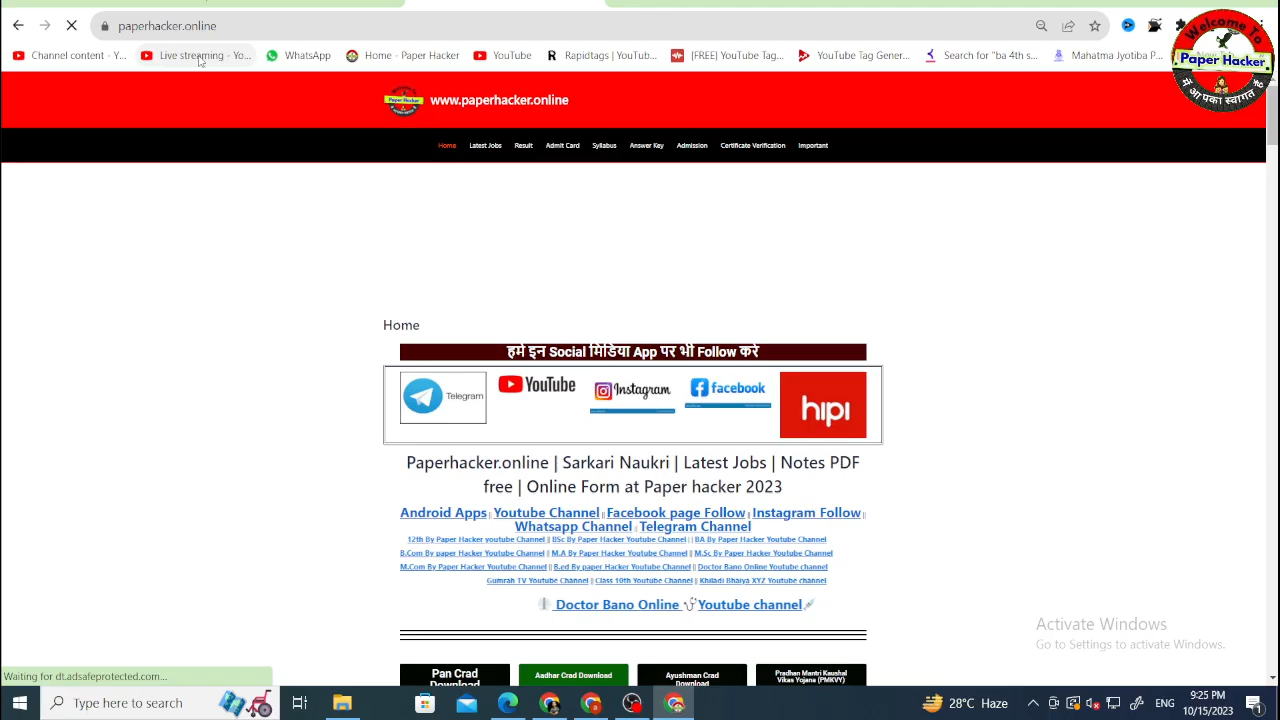 paperhacker.online
Channel content - Y...
Live streaming - Yo...
WhatsApp
Home - Paper Hacker
YouTube
Rapidtags | YouTub...
[FREE] YouTube Tag...
YouTube Tag Gener...
Search for "ba 4th s...
Mahatma Jyotiba P...
Welcome To
Paper Hacker
में आपका स्वागत है
www.paperhacker.online
Home Latest Jobs Result Admit Card Syllabus Answer Key Admission Certificate Verification Important
Home
हमे इन Social मिडिया App पर भी Follow करे
Telegram YouTube Instagram facebook hipi
Paperhacker.online | Sarkari Naukri | Latest Jobs | Notes PDF
free | Online Form at Paper hacker 2023
Android Apps || Youtube Channel || Facebook page Follow || Instagram Follow ||
Whatsapp Channel || Telegram Channel
12th By Paper Hacker youtube Channel || BSc By Paper Hacker Youtube Channel || BA By Paper Hacker Youtube Channel
B.Com By paper Hacker Youtube Channel || M.A By Paper Hacker Youtube Channel || M.Sc By Paper Hacker Youtube Channel
M.Com By Paper Hacker Youtube Channel || B.ed By paper Hacker Youtube Channel || Doctor Bano Online Youtube channel
Gumrah TV Youtube Channel || Class 10th Youtube Channel || Khiladi Bhaiya XYZ Youtube channel
Doctor Bano Online Youtube channel
Pan Crad
Download
Aadhar Crad Download
Ayushman Crad
Download
Pradhan Mantri Kaushal
Vikas Yojana (PMKVY)
Activate Windows
Go to Settings to activate Windows.
Waiting for dt.adsafeprotected.com...
Type here to search
28°C Haze
9:25 PM
10/15/2023